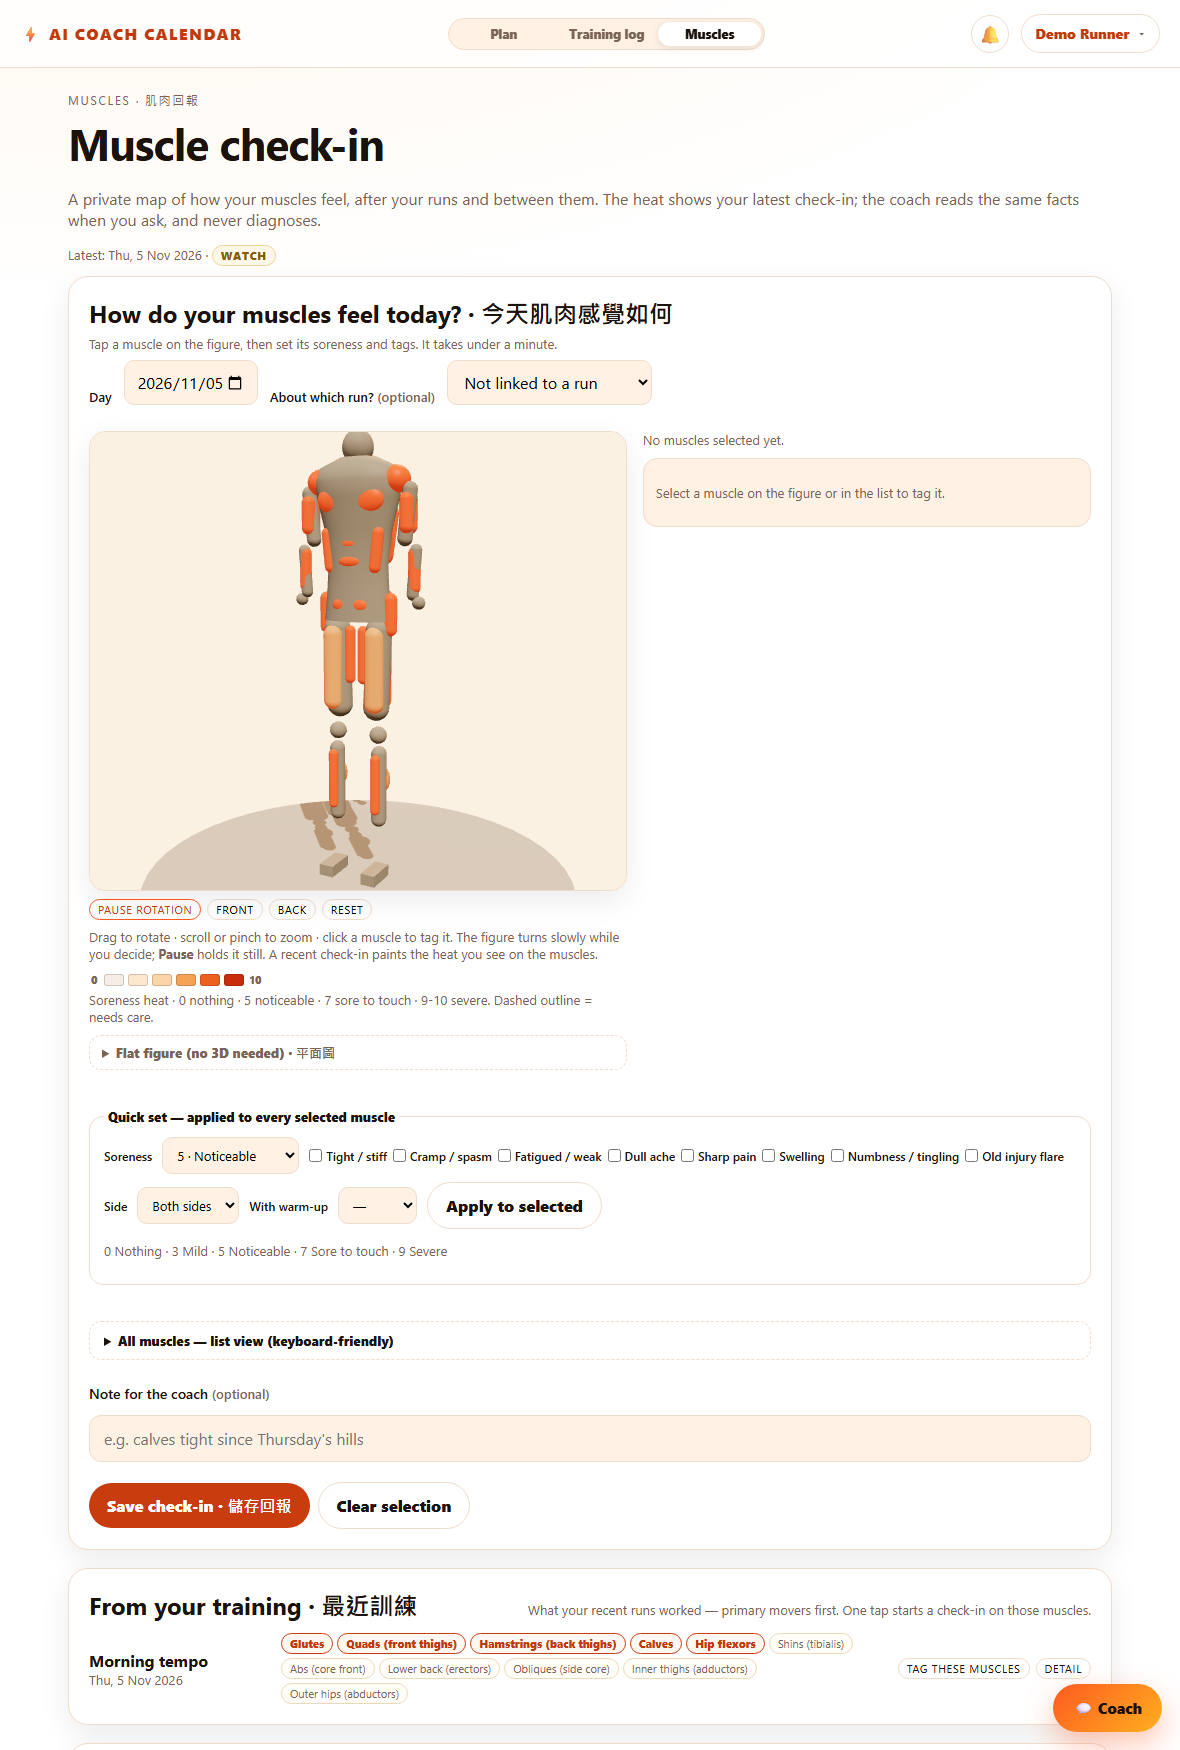 AI COACH CALENDAR
Plan
Training log
Muscles
Demo Runner
MUSCLES · 肌肉回報
Muscle check-in
A private map of how your muscles feel, after your runs and between them. The heat shows your latest check-in; the coach reads the same facts
when you ask, and never diagnoses.
Latest: Thu, 5 Nov 2026 · WATCH
How do your muscles feel today? · 今天肌肉感覺如何
Tap a muscle on the figure, then set its soreness and tags. It takes under a minute.
Day 2026/11/05 About which run? (optional) Not linked to a run
No muscles selected yet.
Select a muscle on the figure or in the list to tag it.
PAUSE ROTATION FRONT BACK RESET
Drag to rotate · scroll or pinch to zoom · click a muscle to tag it. The figure turns slowly while
you decide; Pause holds it still. A recent check-in paints the heat you see on the muscles.
0 10
Soreness heat · 0 nothing · 5 noticeable · 7 sore to touch · 9-10 severe. Dashed outline =
needs care.
Flat figure (no 3D needed) · 平面圖
Quick set — applied to every selected muscle
Soreness 5 · Noticeable Tight / stiff Cramp / spasm Fatigued / weak Dull ache Sharp pain Swelling Numbness / tingling Old injury flare
Side Both sides With warm-up — Apply to selected
0 Nothing · 3 Mild · 5 Noticeable · 7 Sore to touch · 9 Severe
All muscles — list view (keyboard-friendly)
Note for the coach (optional)
e.g. calves tight since Thursday's hills
Save check-in · 儲存回報 Clear selection
From your training · 最近訓練
What your recent runs worked — primary movers first. One tap starts a check-in on those muscles.
Morning tempo
Thu, 5 Nov 2026
Glutes Quads (front thighs) Hamstrings (back thighs) Calves Hip flexors Shins (tibialis)
Abs (core front) Lower back (erectors) Obliques (side core) Inner thighs (adductors)
Outer hips (abductors)
TAG THESE MUSCLES DETAIL
Coach